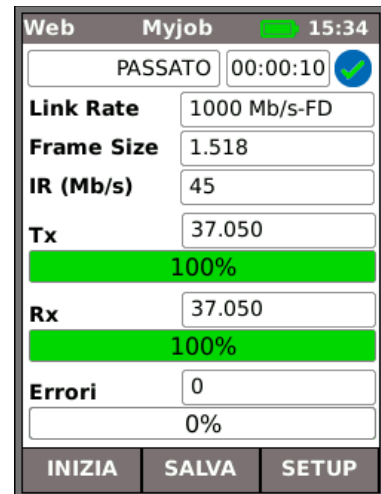 Web Myjob 15:34
PASSATO 00:00:10
Link Rate 1000 Mb/s-FD
Frame Size 1.518
IR (Mb/s) 45
Tx 37.050
100%
Rx 37.050
100%
Errori 0
0%
INIZIA SALVA SETUP